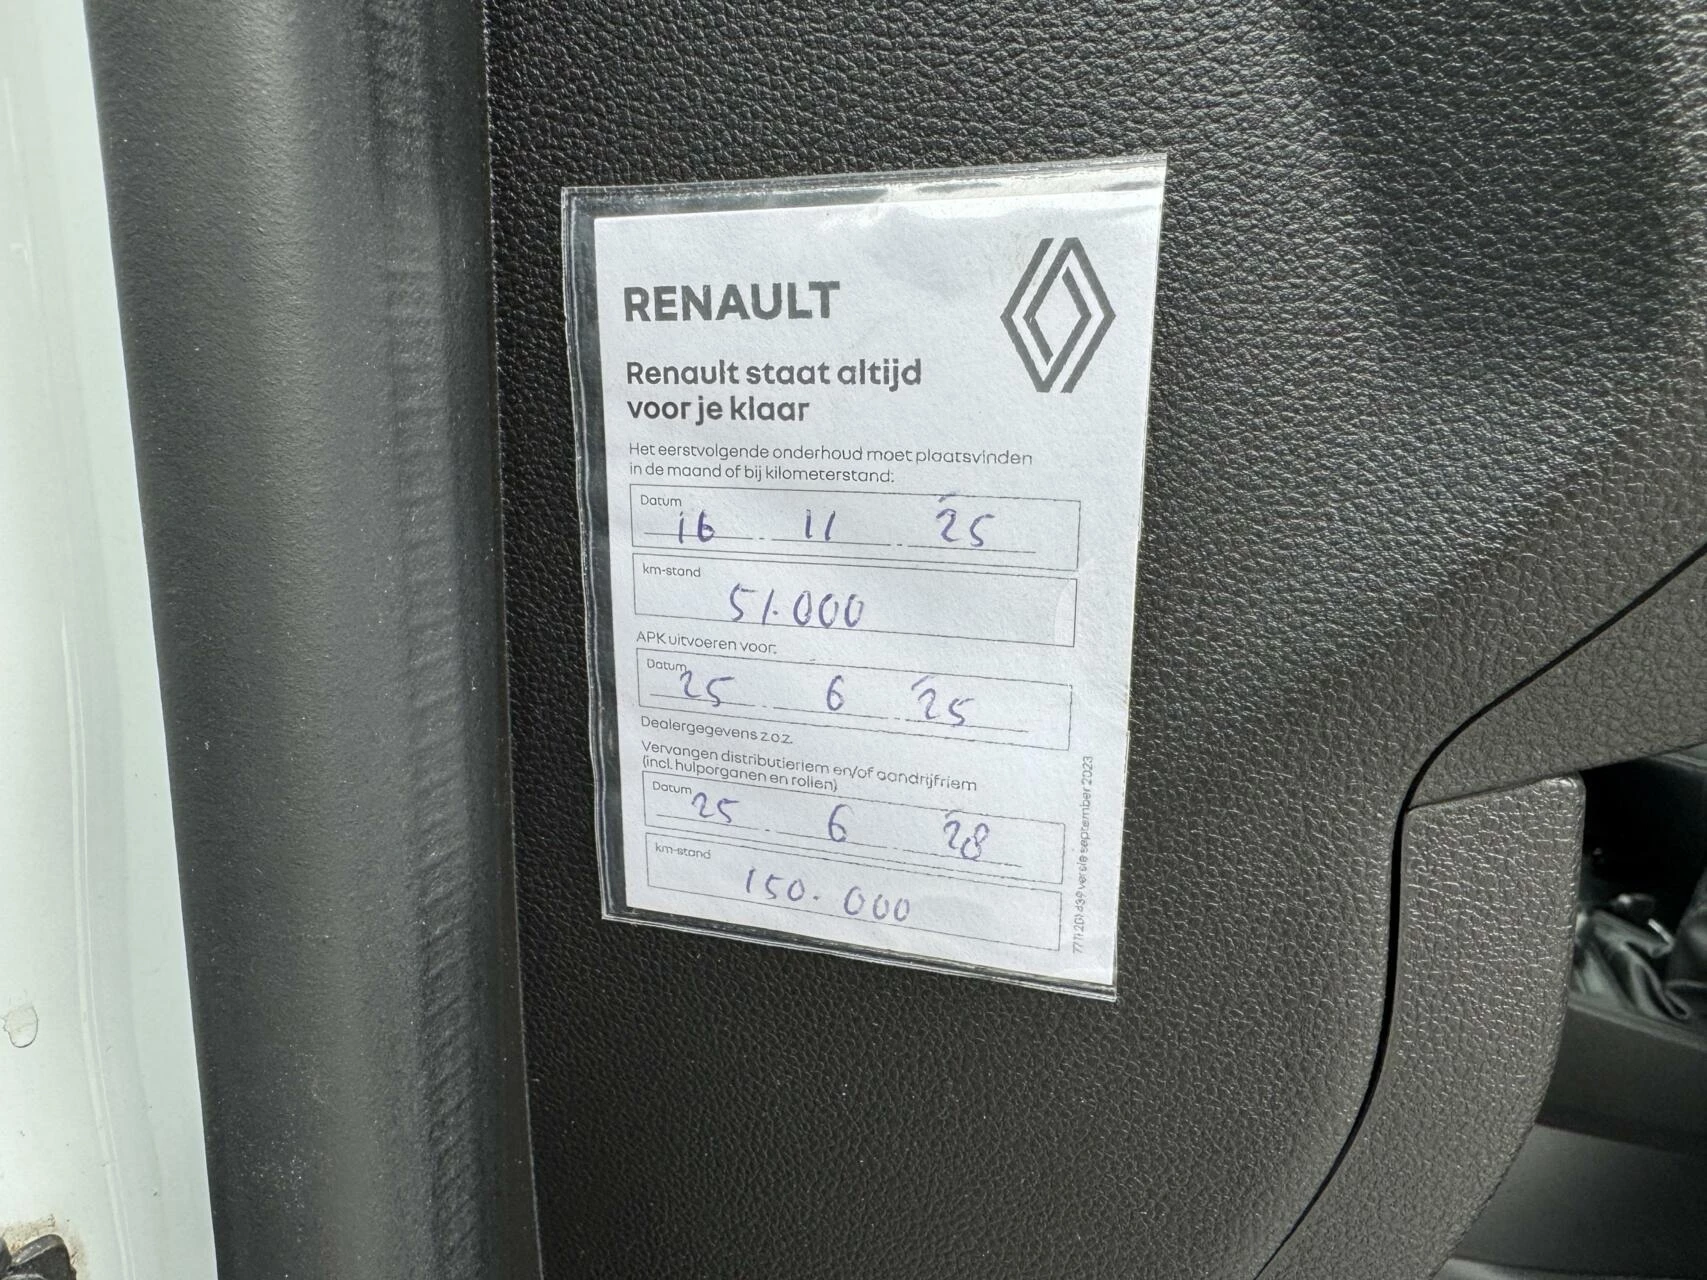 RENAULT
Renault staat altijd
voor je klaar
Het eerstvolgende onderhoud moet plaatsvinden
in de maand of bij kilometerstand:
Datum
16 11 '25
km-stand
51.000
APK uitvoeren voor:
Datum
25 6 '25
Dealergegevens z.o.z.
Vervangen distributieriem en/of aandrijfriem
(incl. hulporganen en rollen)
Datum
25 6 '28
km-stand
150.000
versie september 2023